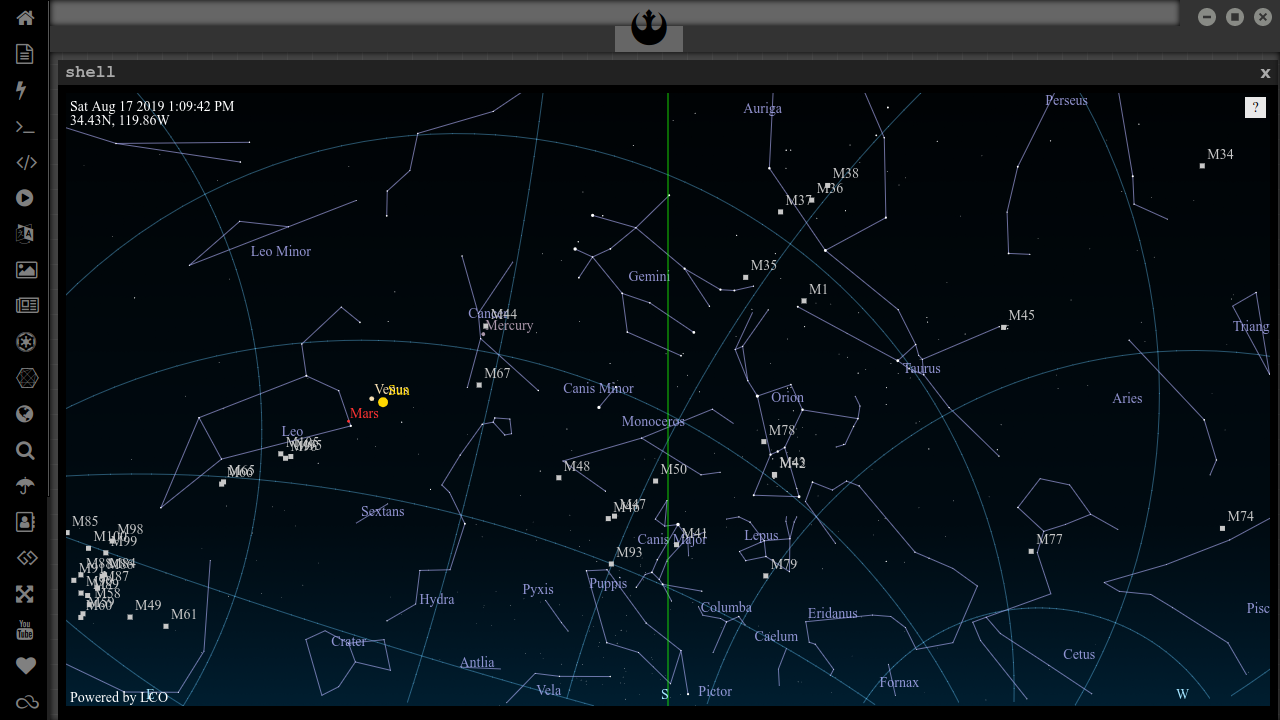 shell
x
Sat Aug 17 2019 1:09:42 PM
34.43N, 119.86W
?
Auriga
Perseus
M34
M38
M36
M37
Leo Minor
Gemini
M35
M1
M44
Cancer
Mercury
M45
Triang
Taurus
M67
Canis Minor
Venus
Sun
Mars
Orion
Aries
Monoceros
M78
Leo
M95
M65
M66
M48
M50
M43
M42
Sextans
M47
M46
M85
M98
M100
M99
Canis Major
M41
Lepus
M74
M77
M93
M79
M88
M84
M87
M58
M60
M49
M61
Puppis
Pyxis
Hydra
Columba
Eridanus
Pisc
Crater
Caelum
Cetus
Antlia
Fornax
Vela
Pictor
Powered by LCO
E
S
W
You
Tube